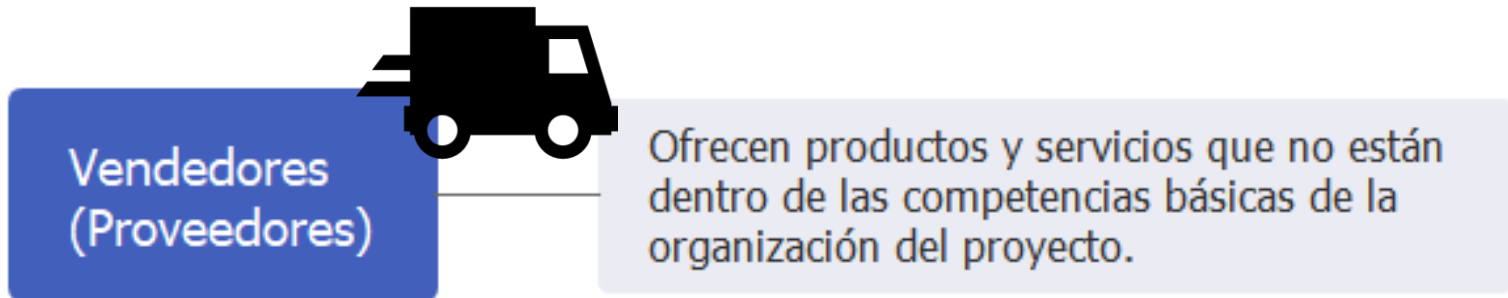 Vendedores
(Proveedores)
Ofrecen productos y servicios que no están
dentro de las competencias básicas de la
organización del proyecto.